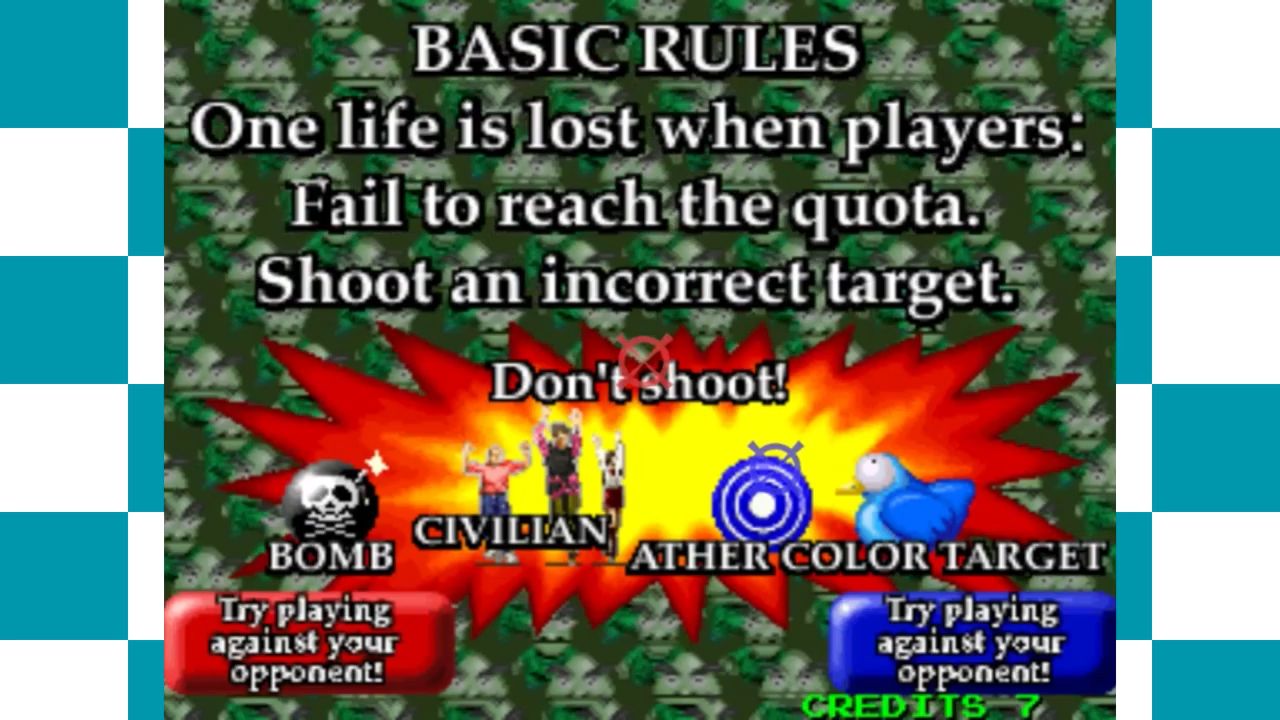 BASIC RULES
One life is lost when players:
Fail to reach the quota.
Shoot an incorrect target.
Don't shoot!
CIVILIAN
BOMB
ATHER COLOR TARGET
Try playing
against your
opponent!
Try playing
against your
opponent!
CREDITS 7